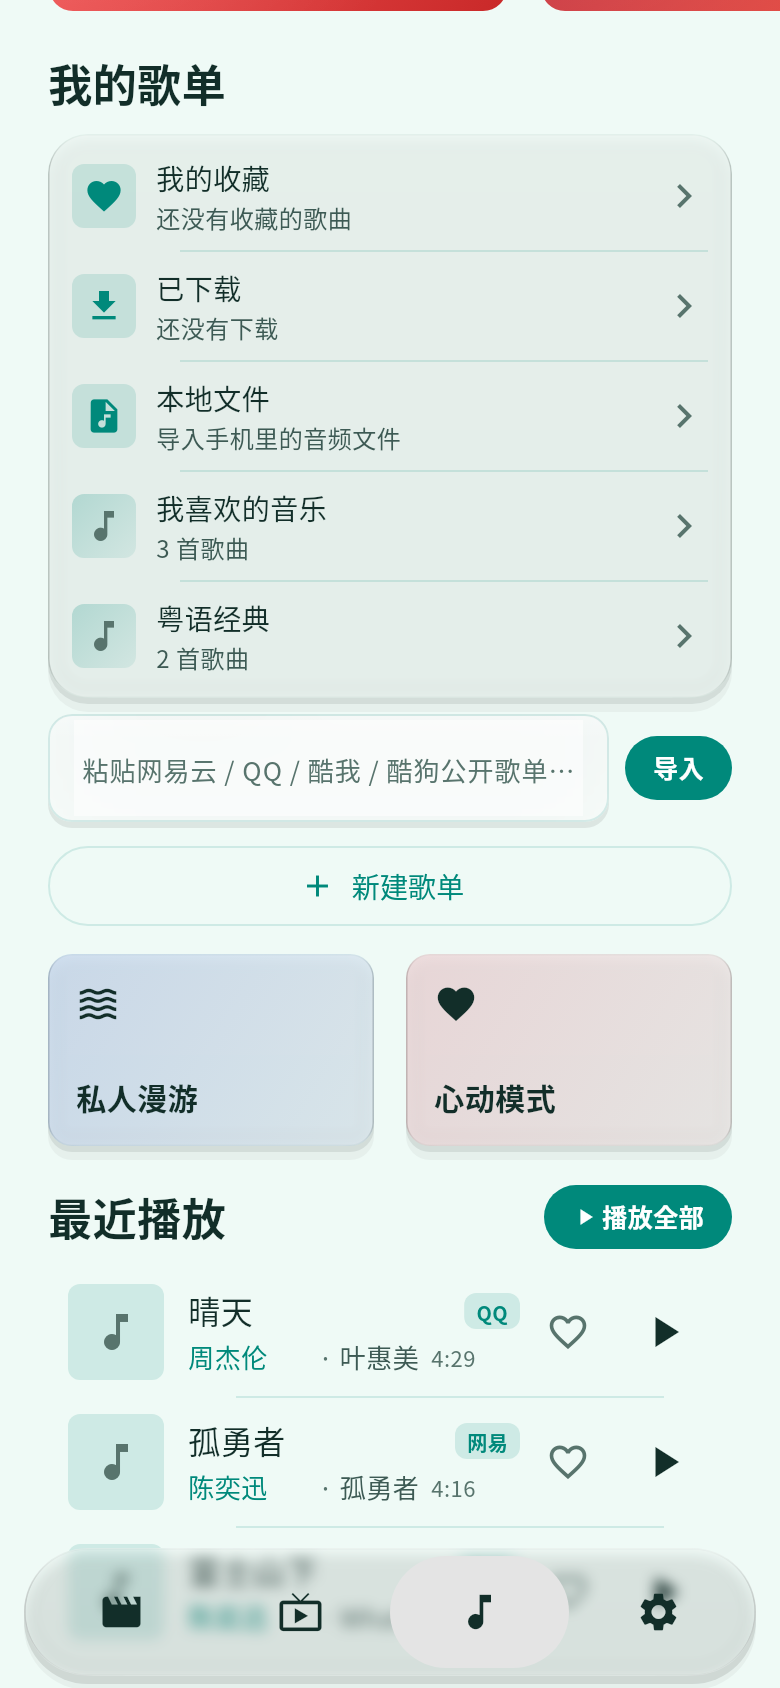 我的歌单
我的收藏
还没有收藏的歌曲
已下载
还没有下载
本地文件
导入手机里的音频文件
我喜欢的音乐
3 首歌曲
粤语经典
2 首歌曲
粘贴网易云 / QQ / 酷我 / 酷狗公开歌单…
导入
新建歌单
私人漫游
心动模式
最近播放
播放全部
晴天
QQ
周杰伦 · 叶惠美 4:29
孤勇者
网易
陈奕迅 · 孤勇者 4:16